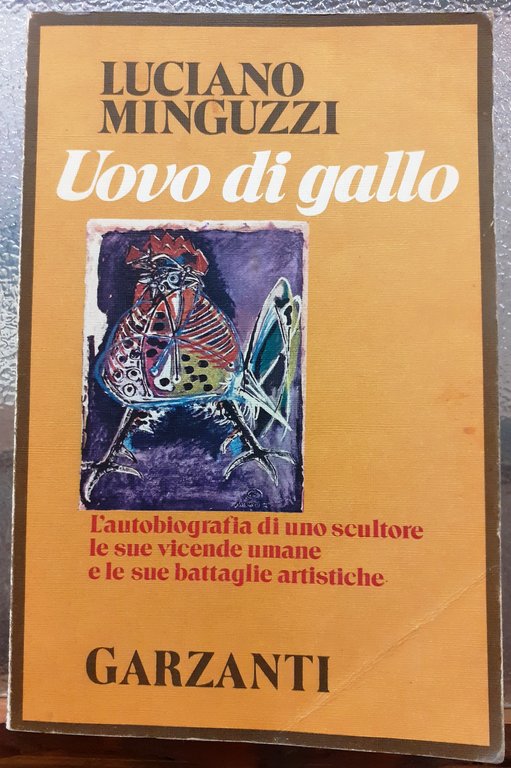 LUCIANO
MINGUZZI
Uovo di gallo
L'autobiografia di uno scultore
le sue vicende umane
e le sue battaglie artistiche.
GARZANTI